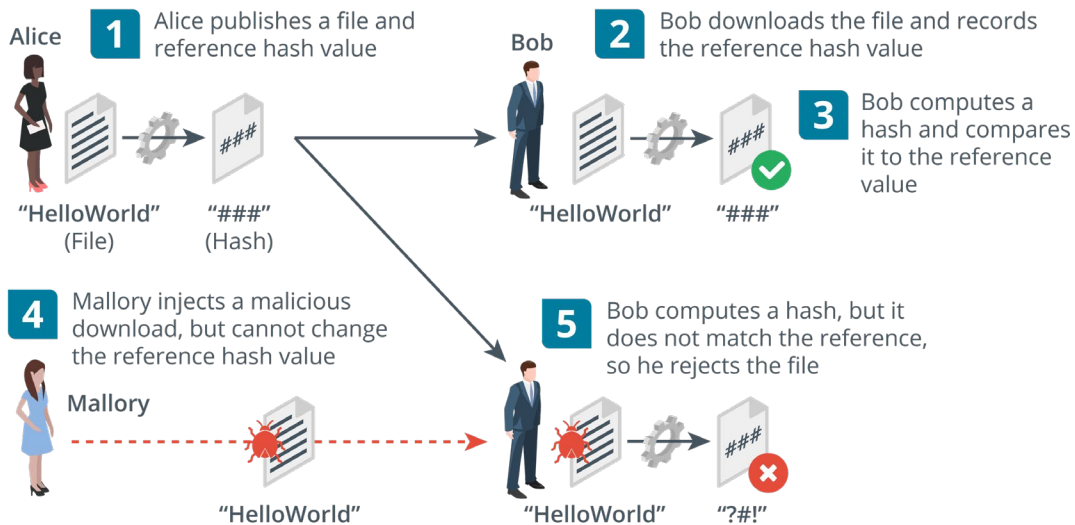 Alice
1
Alice publishes a file and
reference hash value
###
“HelloWorld”
(File)
“###”
(Hash)
Bob
2
Bob downloads the file and records
the reference hash value
3
Bob computes a
hash and compares
it to the reference
value
###
“HelloWorld”
“###”
4
Mallory injects a malicious
download, but cannot change
the reference hash value
Mallory
“HelloWorld”
5
Bob computes a hash, but it
does not match the reference,
so he rejects the file
###
“HelloWorld”
“?#!”